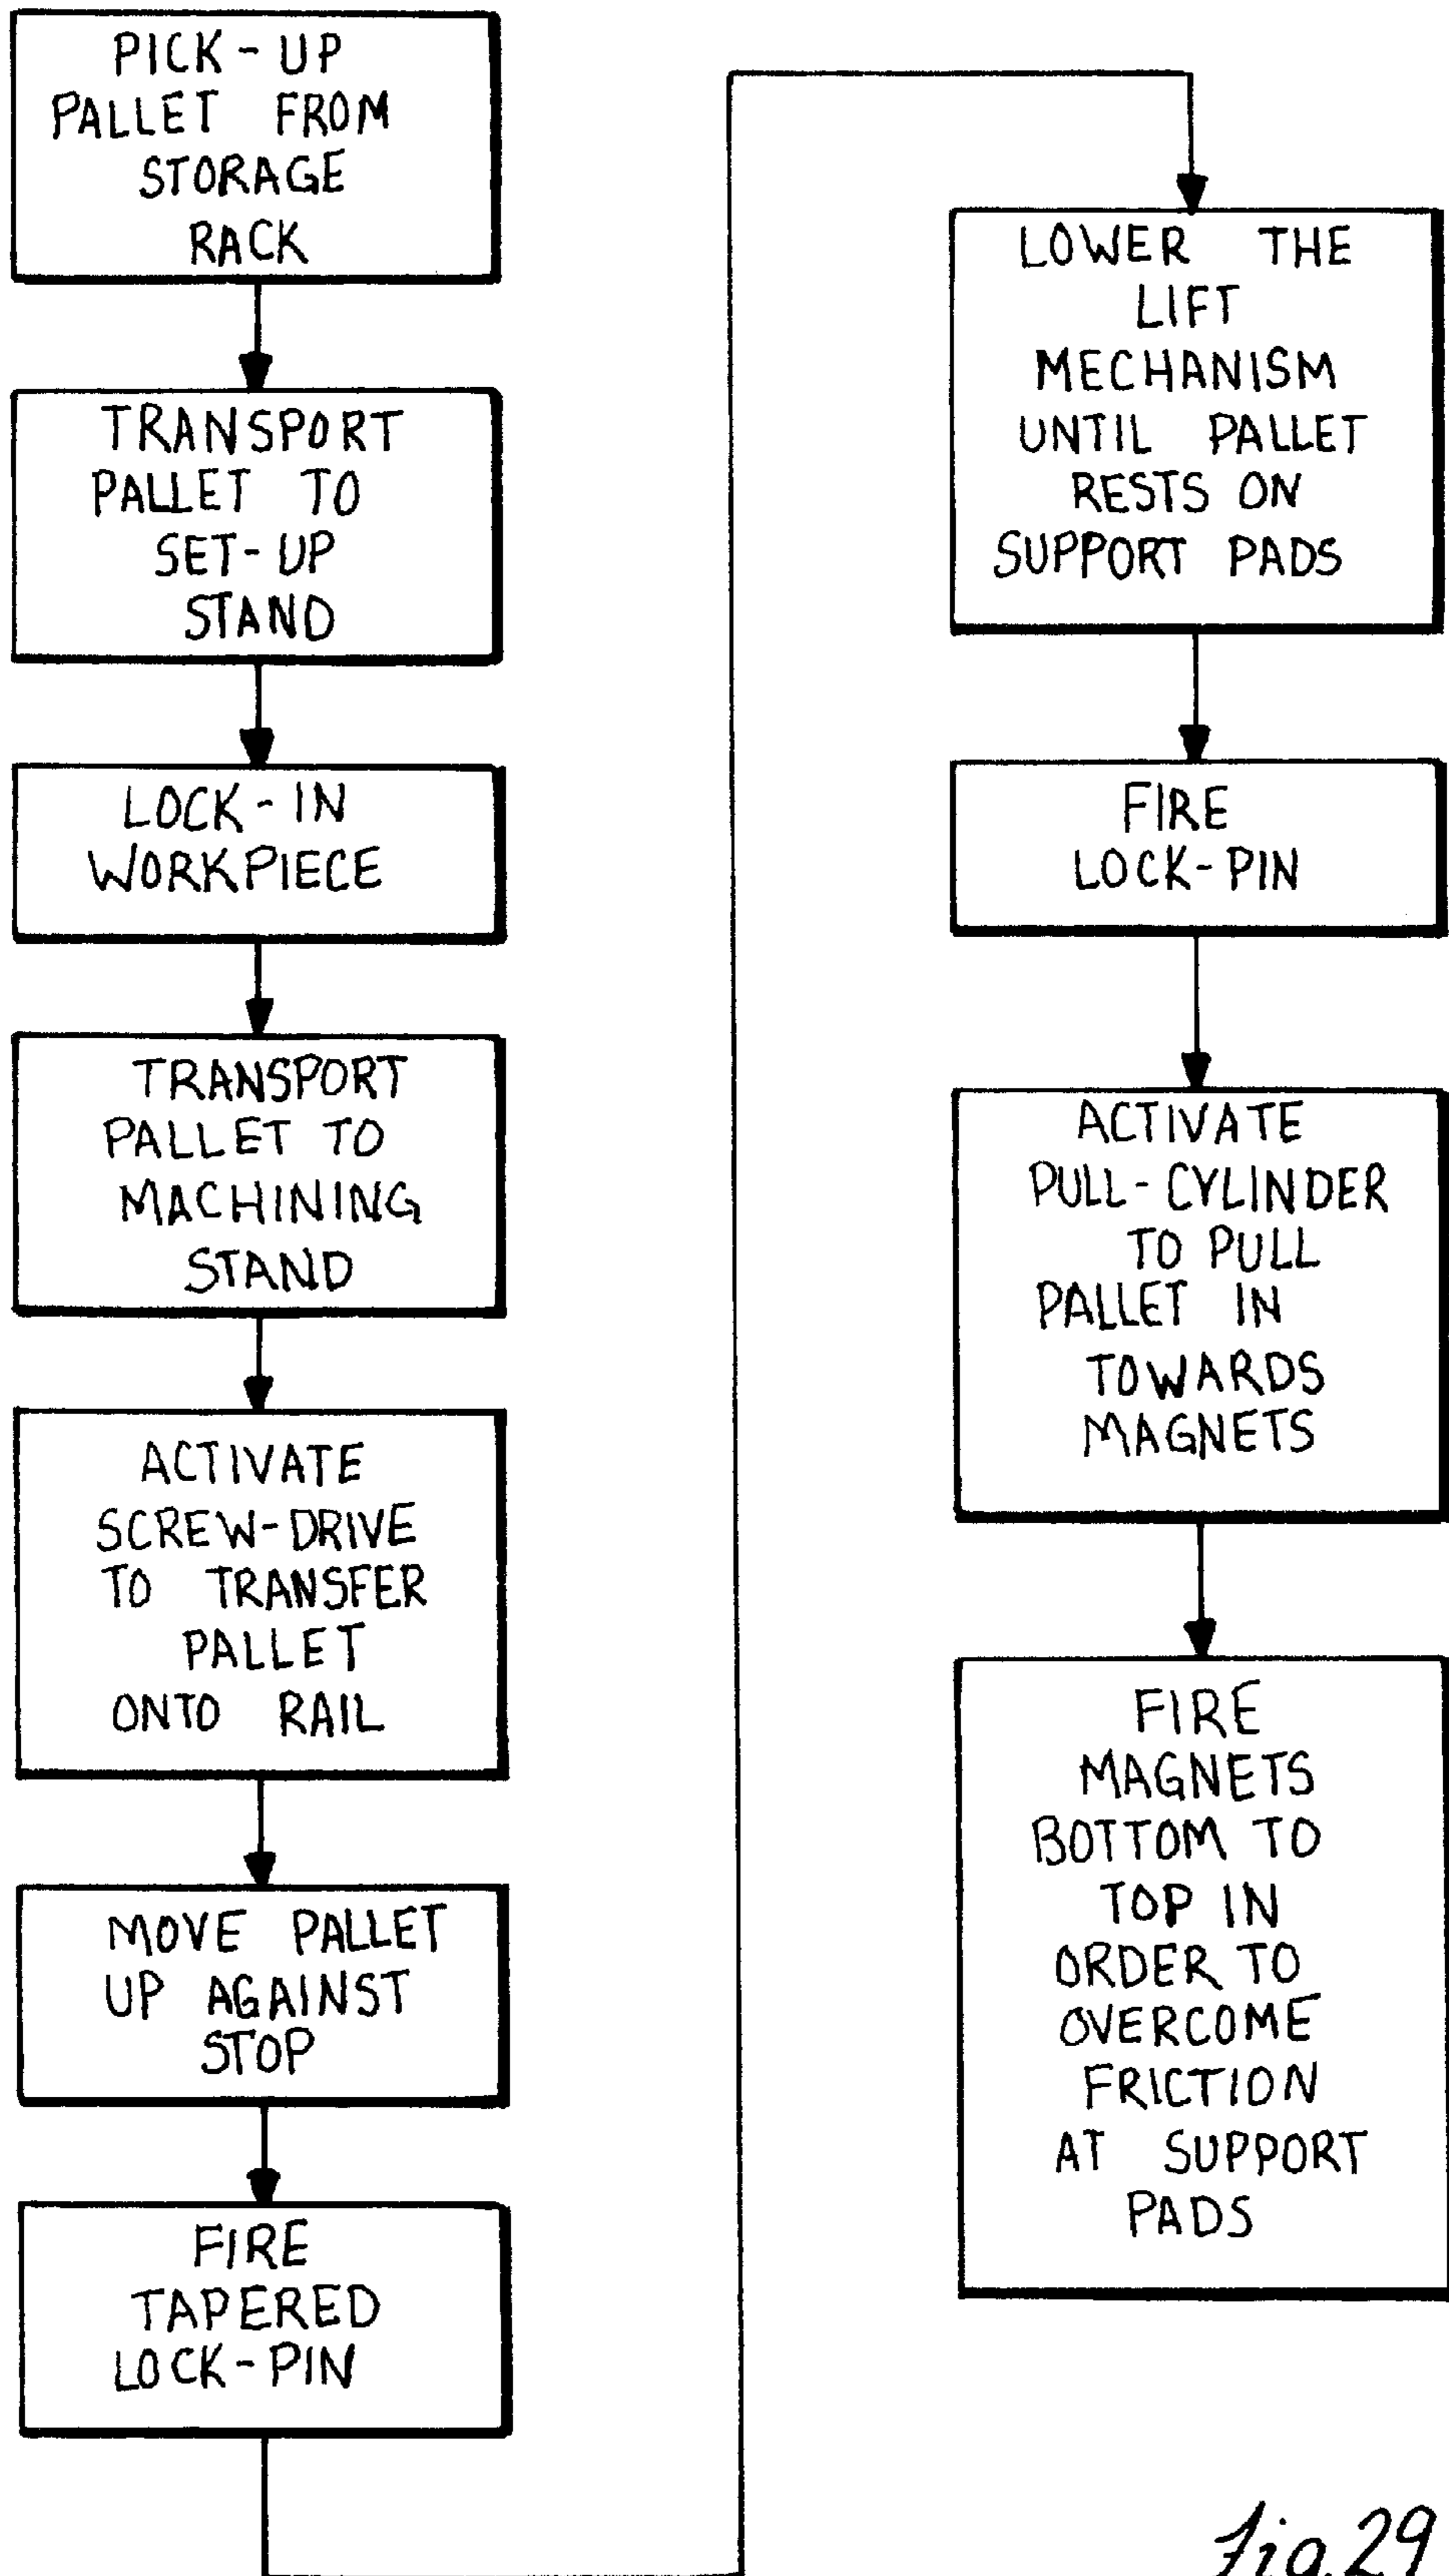 PICK-UP
PALLET FROM
STORAGE
RACK
TRANSPORT
PALLET TO
SET-UP
STAND
LOCK-IN
WORKPIECE
TRANSPORT
PALLET TO
MACHINING
STAND
ACTIVATE
SCREW-DRIVE
TO TRANSFER
PALLET
ONTO RAIL
MOVE PALLET
UP AGAINST
STOP
FIRE
TAPERED
LOCK-PIN
LOWER THE
LIFT
MECHANISM
UNTIL PALLET
RESTS ON
SUPPORT PADS
FIRE
LOCK-PIN
ACTIVATE
PULL-CYLINDER
TO PULL
PALLET IN
TOWARDS
MAGNETS
FIRE
MAGNETS
BOTTOM TO
TOP IN
ORDER TO
OVERCOME
FRICTION
AT SUPPORT
PADS
Fig.29